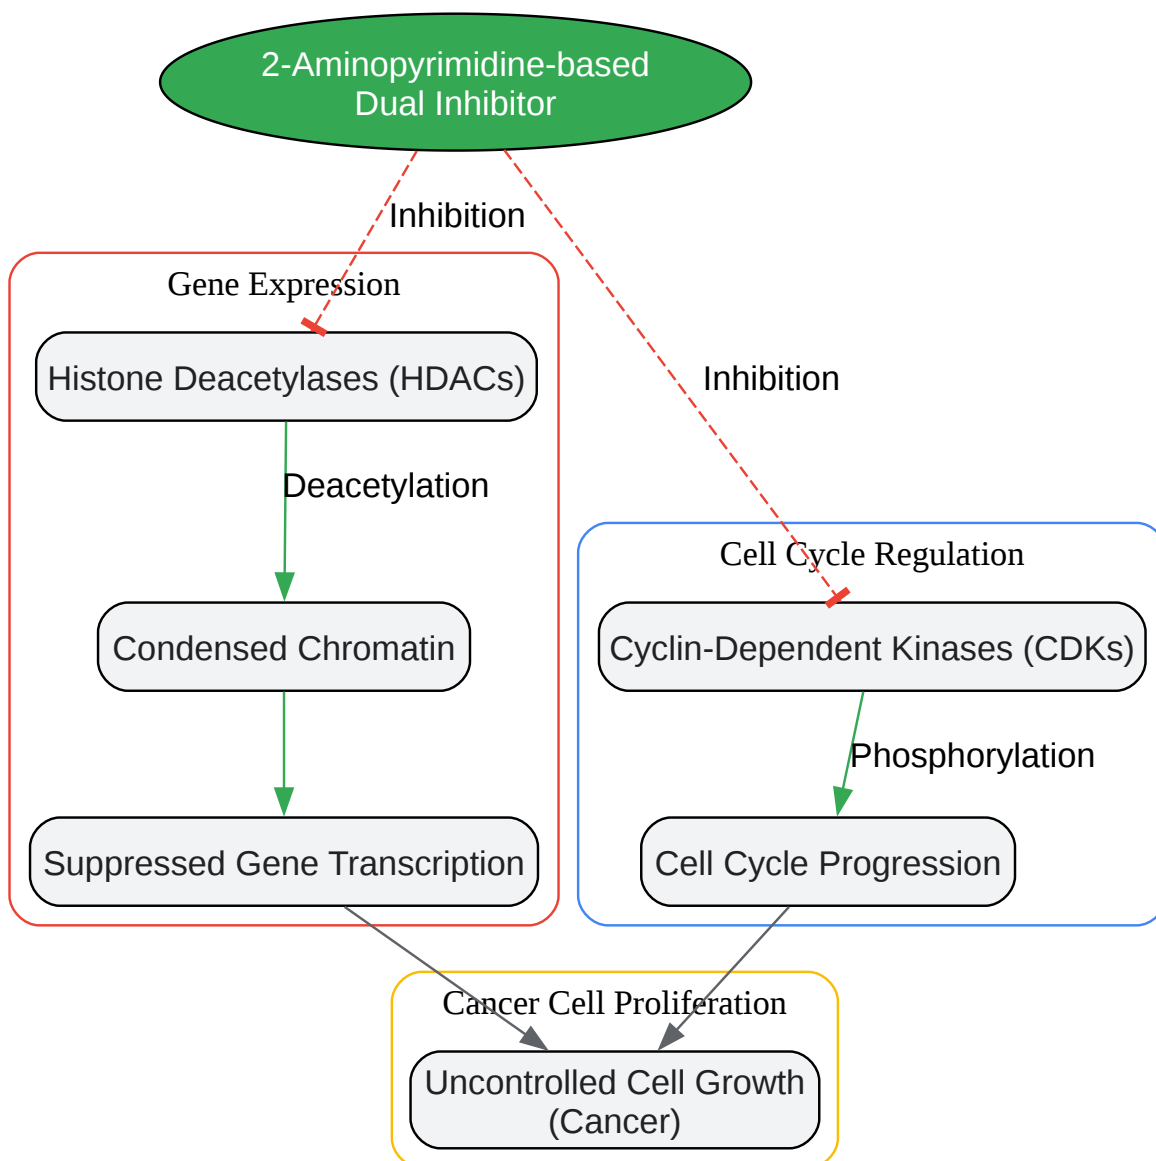 2-Aminopyrimidine-based
Dual Inhibitor
Inhibition
Gene Expression
Histone Deacetylases (HDACs)
Inhibition
Deacetylation
Cell Cycle Regulation
Condensed Chromatin
Cyclin-Dependent Kinases (CDKs)
Phosphorylation
Suppressed Gene Transcription
Cell Cycle Progression
Cancer Cell Proliferation
Uncontrolled Cell Growth
(Cancer)